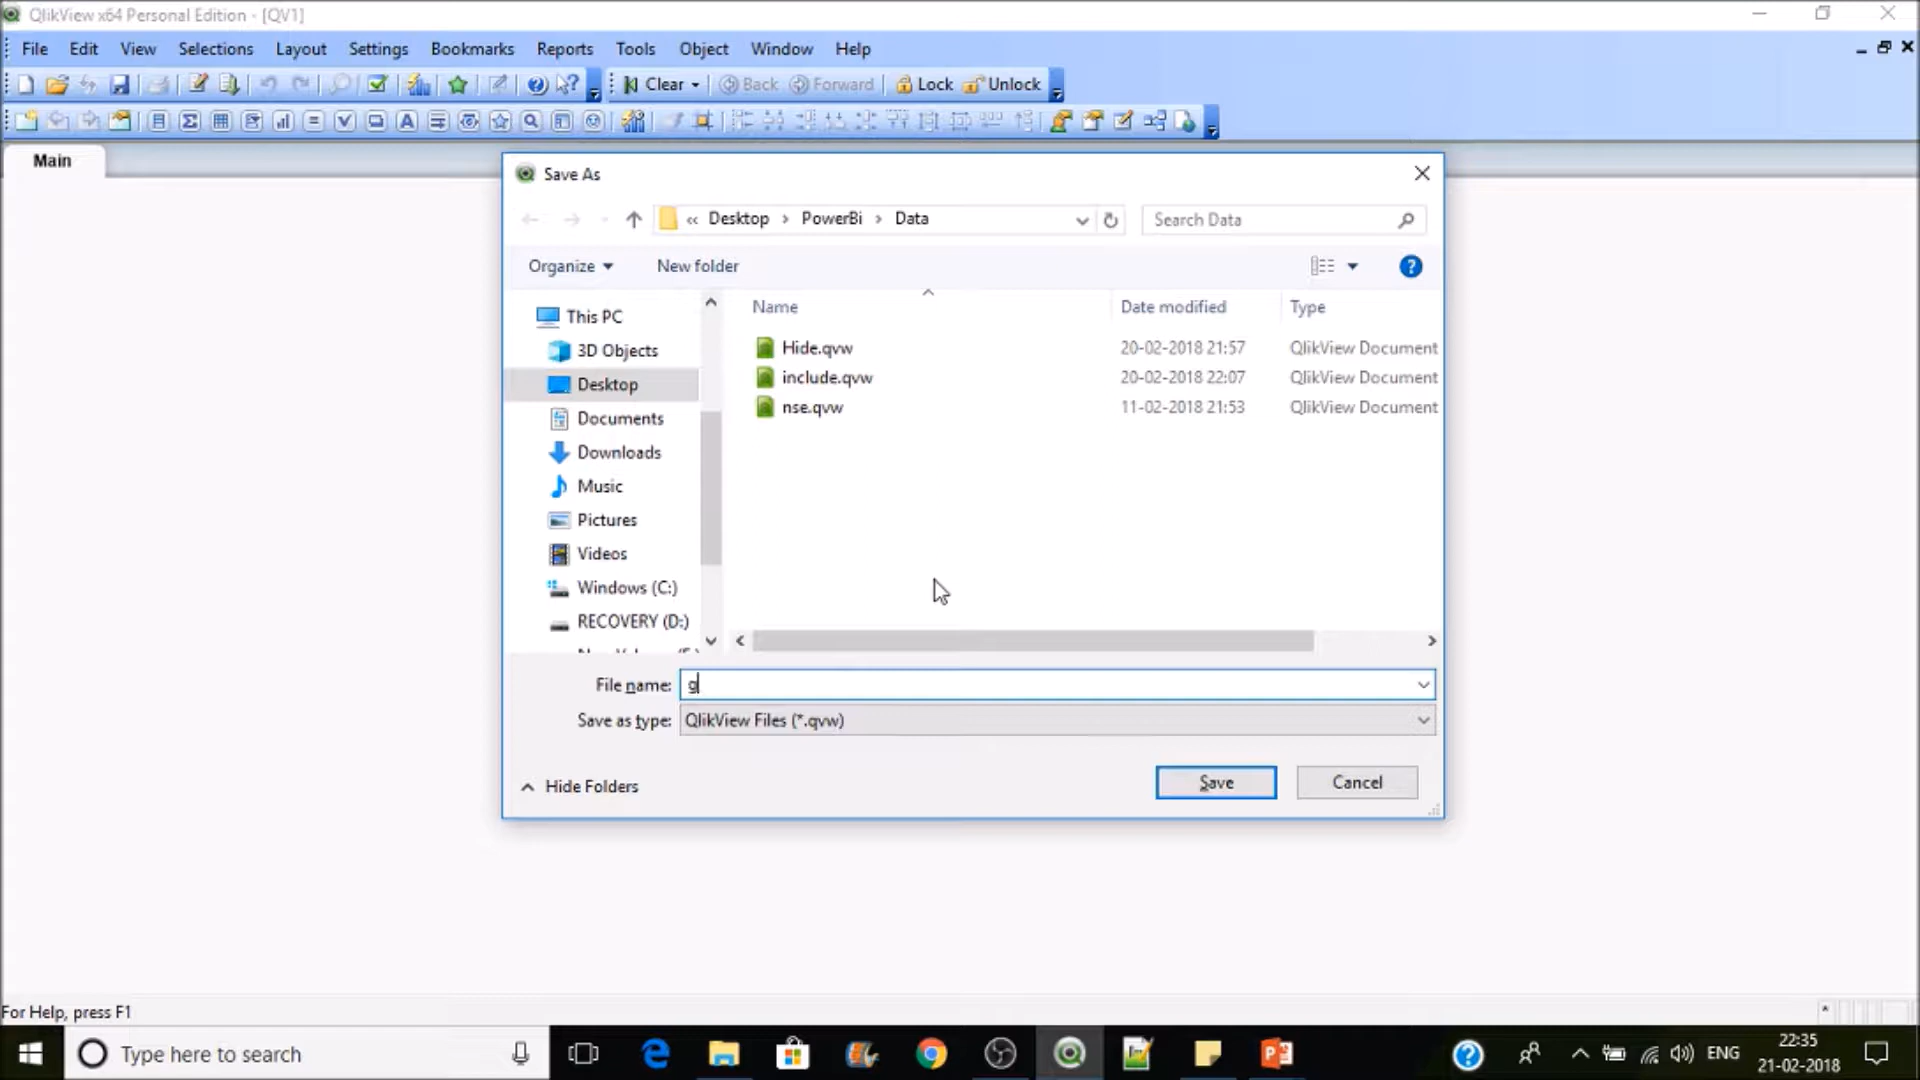 QlikView x64 Personal Edition - [QV1]
File Edit View Selections Layout Settings Bookmarks Reports Tools Object Window Help
Clear Back Forward Lock Unlock
Main
Save As
« Desktop › PowerBi › Data
Search Data
Organize New folder
Name Date modified Type
This PC
3D Objects
Desktop
Documents
Downloads
Music
Pictures
Videos
Windows (C:)
RECOVERY (D:)
Hide.qvw 20-02-2018 21:57 QlikView Document
include.qvw 20-02-2018 22:07 QlikView Document
nse.qvw 11-02-2018 21:53 QlikView Document
File name: g
Save as type: QlikView Files (*.qvw)
Hide Folders
Save Cancel
For Help, press F1
Type here to search
ENG
22:35
21-02-2018